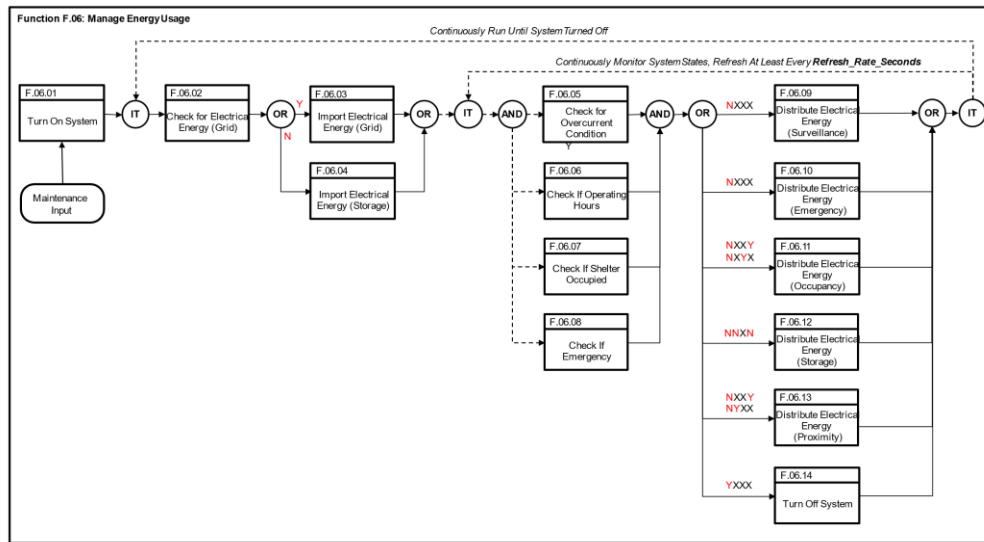 Function F.06: Manage Energy Usage
Continuously Run Until System Turned Off
Continuously Monitor System States, Refresh At Least Every Refresh_Rate_Seconds
F.06.01
Turn On System
Maintenance
Input
IT
F.06.02
Check for Electrical
Energy (Grid)
OR
Y
N
F.06.03
Import Electrical
Energy (Grid)
F.06.04
Import Electrical
Energy (Storage)
OR
IT
AND
F.06.05
Check for
Overcurrent
Condition
Y
F.06.06
Check If Operating
Hours
F.06.07
Check If Shelter
Occupied
F.06.08
Check If
Emergency
AND
OR
NXXX
F.06.09
Distribute Electrical
Energy
(Surveillance)
NXXX
F.06.10
Distribute Electrical
Energy
(Emergency)
NXXY
NXYX
F.06.11
Distribute Electrical
Energy
(Occupancy)
NNXN
F.06.12
Distribute Electrical
Energy
(Storage)
NXXY
NYXX
F.06.13
Distribute Electrical
Energy
(Proximity)
YXXX
F.06.14
Turn Off System
OR
IT